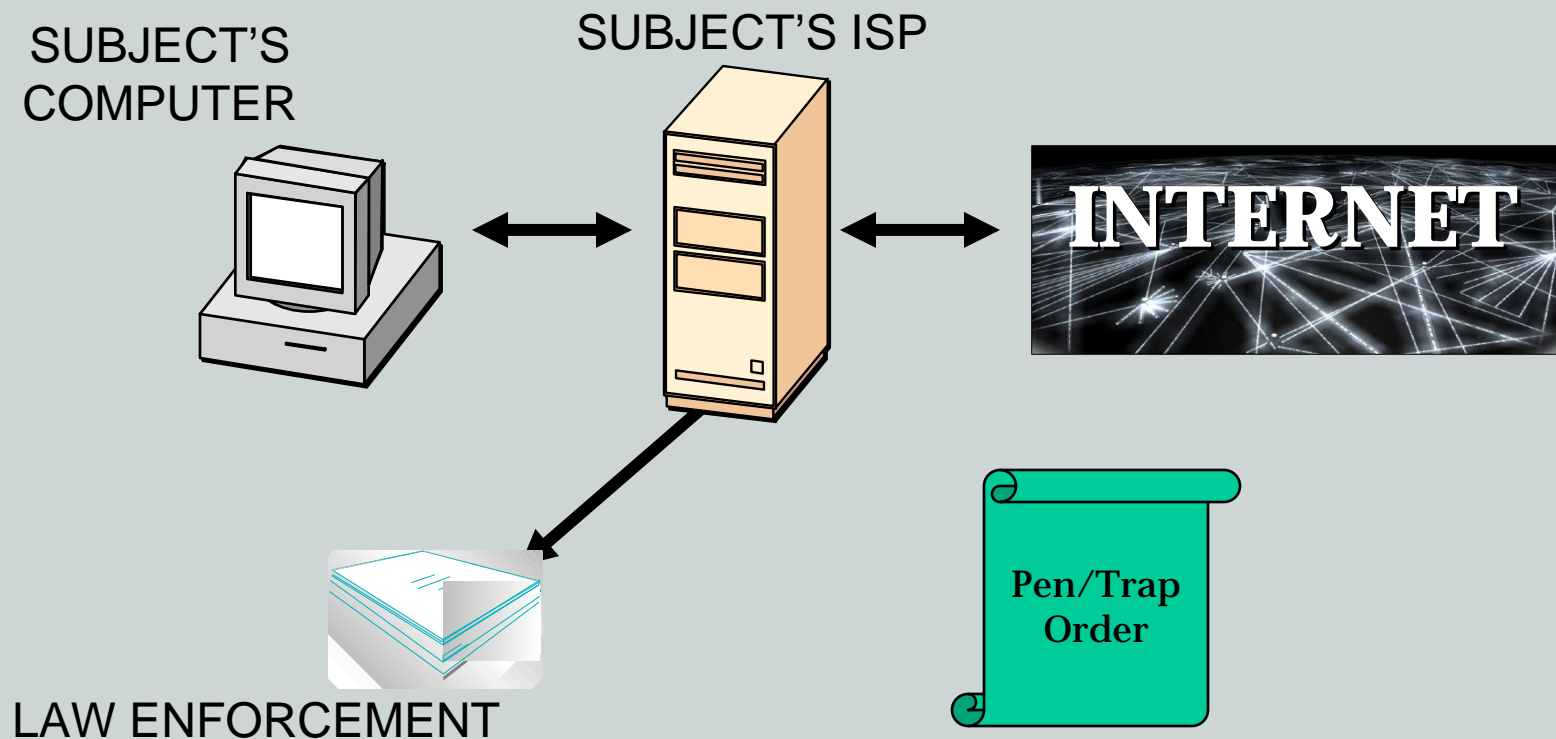 SUBJECT’S
COMPUTER
SUBJECT’S ISP
INTERNET
Pen/Trap
Order
LAW ENFORCEMENT